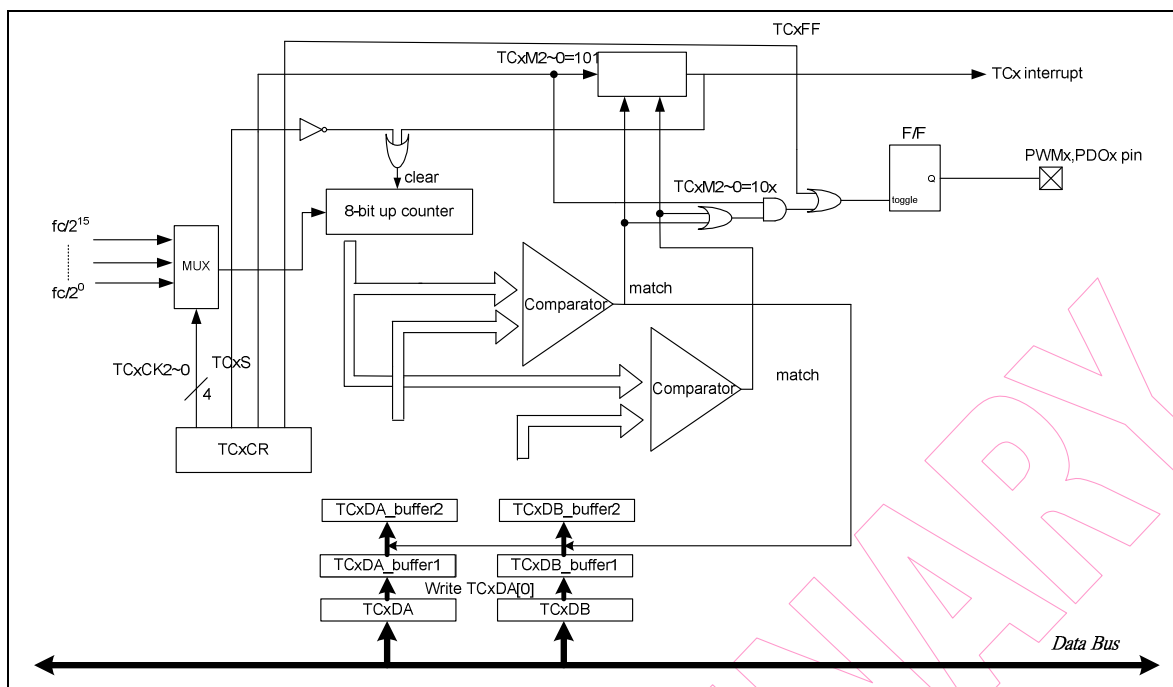 TCxFF
TCxM2~0=101
TCx interrupt
F/F
clear
PWMx,PDOx pin
TCxM2~0=10x
Q
toggle
8-bit up counter
fc/2¹⁵
MUX
fc/2⁰
match
Comparator
TCxCK2~0
TCxS
4
Comparator
match
TCxCR
TCxDA_buffer2
TCxDB_buffer2
TCxDA_buffer1
TCxDB_buffer1
Write TCxDA[0]
TCxDA
TCxDB
Data Bus
NARY